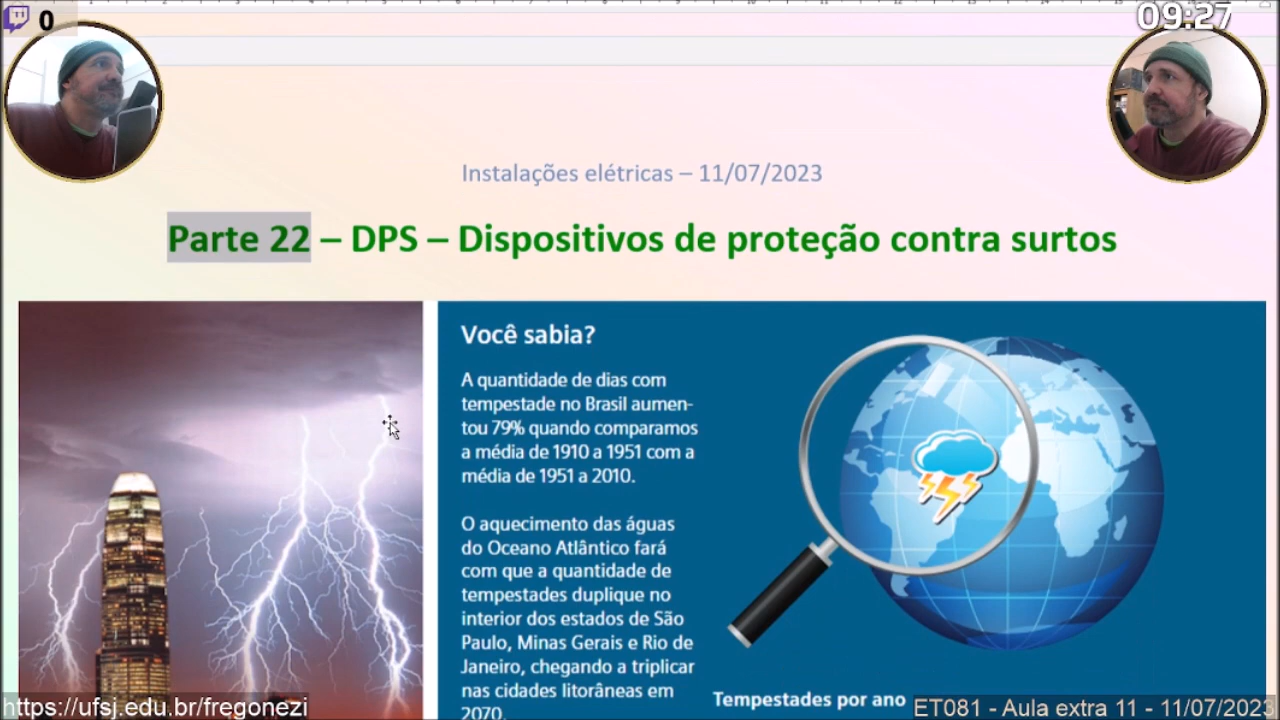 0
09:27
Instalações elétricas – 11/07/2023
Parte 22 – DPS – Dispositivos de proteção contra surtos
Você sabia?
A quantidade de dias com
tempestade no Brasil aumen-
tou 79% quando comparamos
a média de 1910 a 1951 com a
média de 1951 a 2010.
O aquecimento das águas
do Oceano Atlântico fará
com que a quantidade de
tempestades duplique no
interior dos estados de São
Paulo, Minas Gerais e Rio de
Janeiro, chegando a triplicar
nas cidades litorâneas em
2070.
Tempestades por ano
https://ufsj.edu.br/fregonezi
ET081 - Aula extra 11 - 11/07/2023